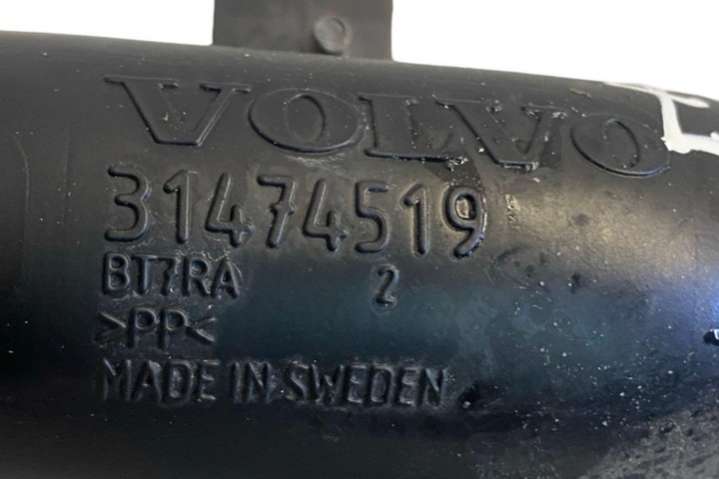 VOLVO
31474519
BT7RA 2
>PP<
MADE IN SWEDEN